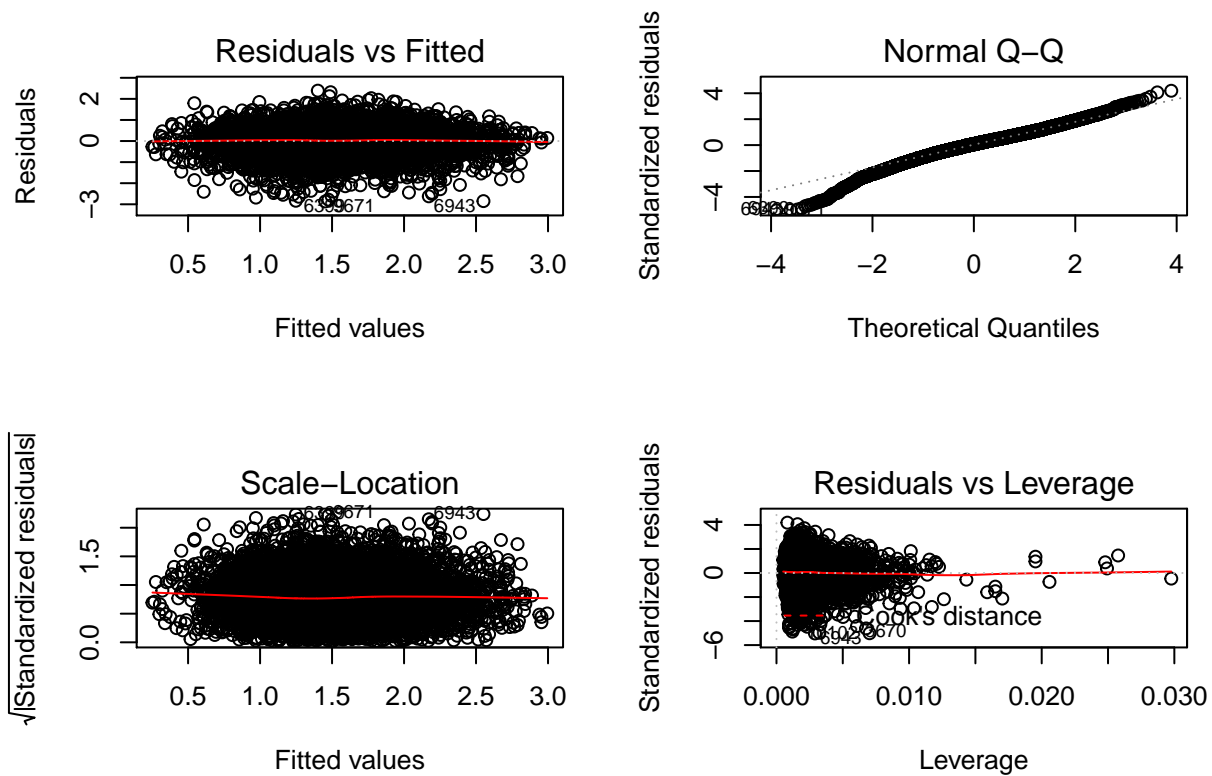 Residuals vs Fitted
Residuals
2
0
−3
6943
0.5 1.0 1.5 2.0 2.5 3.0
Fitted values
Normal Q−Q
Standardized residuals
4
0
−4
−4 −2 0 2 4
Theoretical Quantiles
Scale−Location
√|Standardized residuals|
1.5
0.0
6943
0.5 1.0 1.5 2.0 2.5 3.0
Fitted values
Residuals vs Leverage
Standardized residuals
4
0
−6
Cook's distance
6943
0.000 0.010 0.020 0.030
Leverage